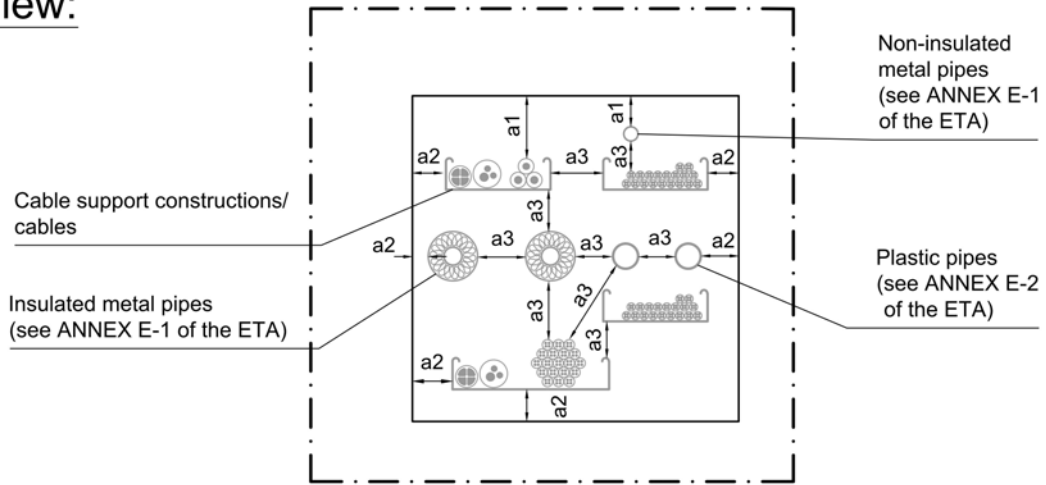 iew:
Non-insulated
metal pipes
(see ANNEX E-1
of the ETA)
a1
a1
a2
a3
a3
a2
Cable support constructions/
cables
a3
a2
a3
a3
a3
a2
Plastic pipes
(see ANNEX E-2
of the ETA)
Insulated metal pipes
(see ANNEX E-1 of the ETA)
a3
a3
a3
a2
a2